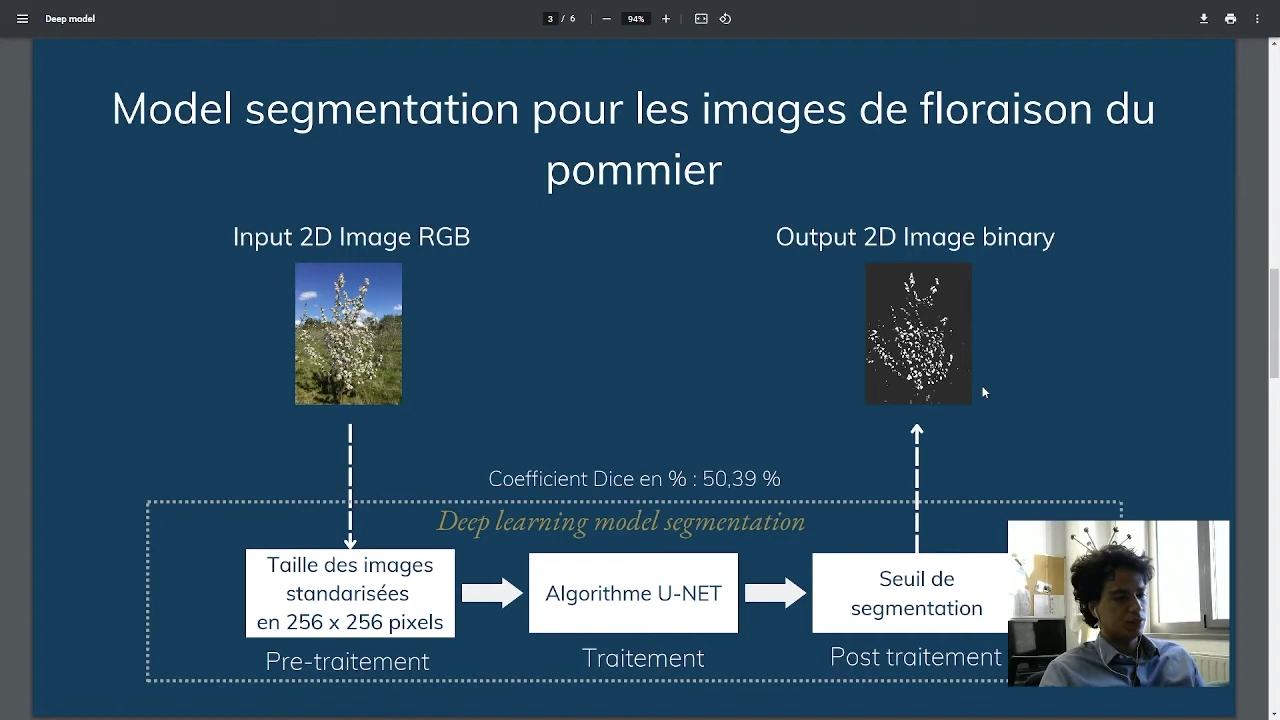 Deep model
3 / 6
94%
Model segmentation pour les images de floraison du
pommier
Input 2D Image RGB
Output 2D Image binary
Coefficient Dice en % : 50,39 %
Deep learning model segmentation
Taille des images
standarisées
en 256 x 256 pixels
Algorithme U-NET
Seuil de
segmentation
Pre-traitement
Traitement
Post traitement